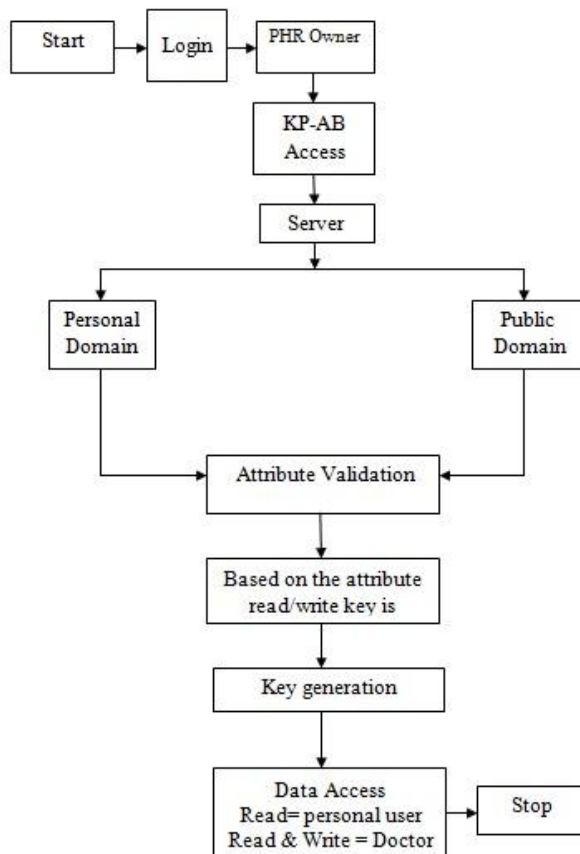 Start
Login
PHR Owner
KP-AB
Access
Server
Personal
Domain
Public
Domain
Attribute Validation
Based on the attribute
read/write key is
Key generation
Data Access
Read= personal user
Read & Write = Doctor
Stop